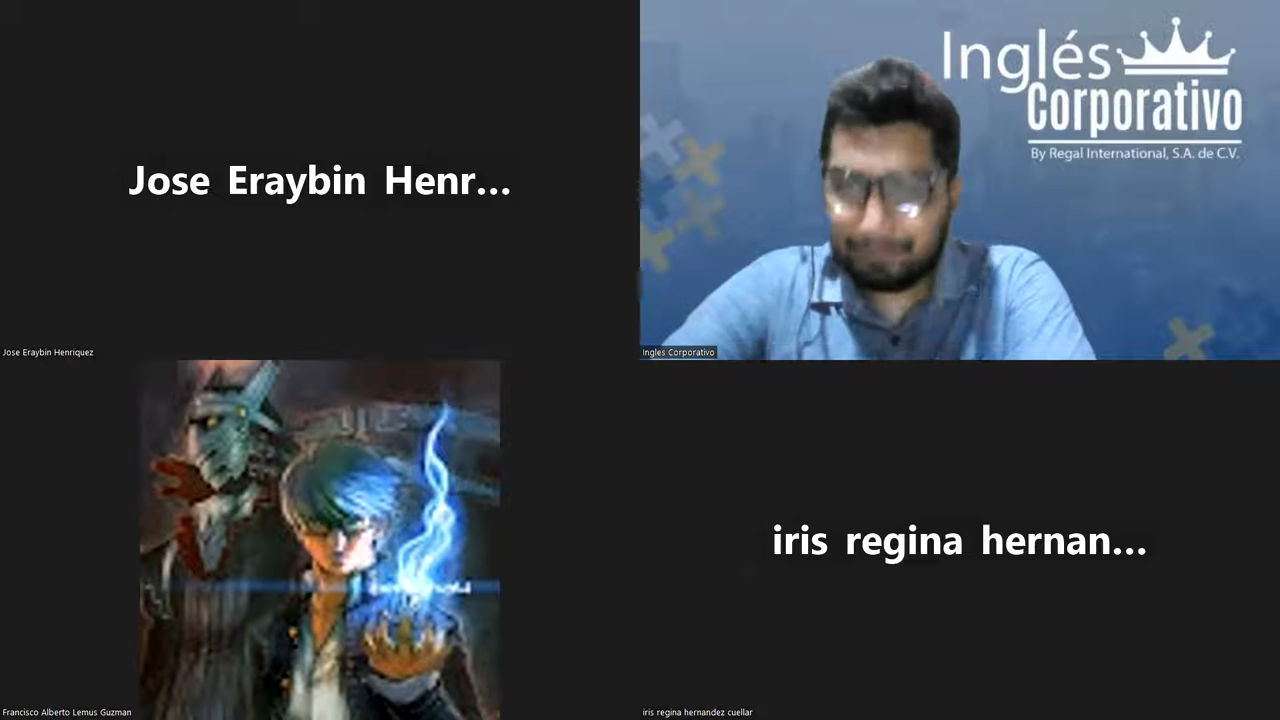 Jose Eraybin Henr...
Jose Eraybin Henriquez
Inglés
Corporativo
By Regal International, S.A. de C.V.
Ingles Corporativo
Francisco Alberto Lemus Guzman
iris regina hernan...
iris regina hernandez cuellar